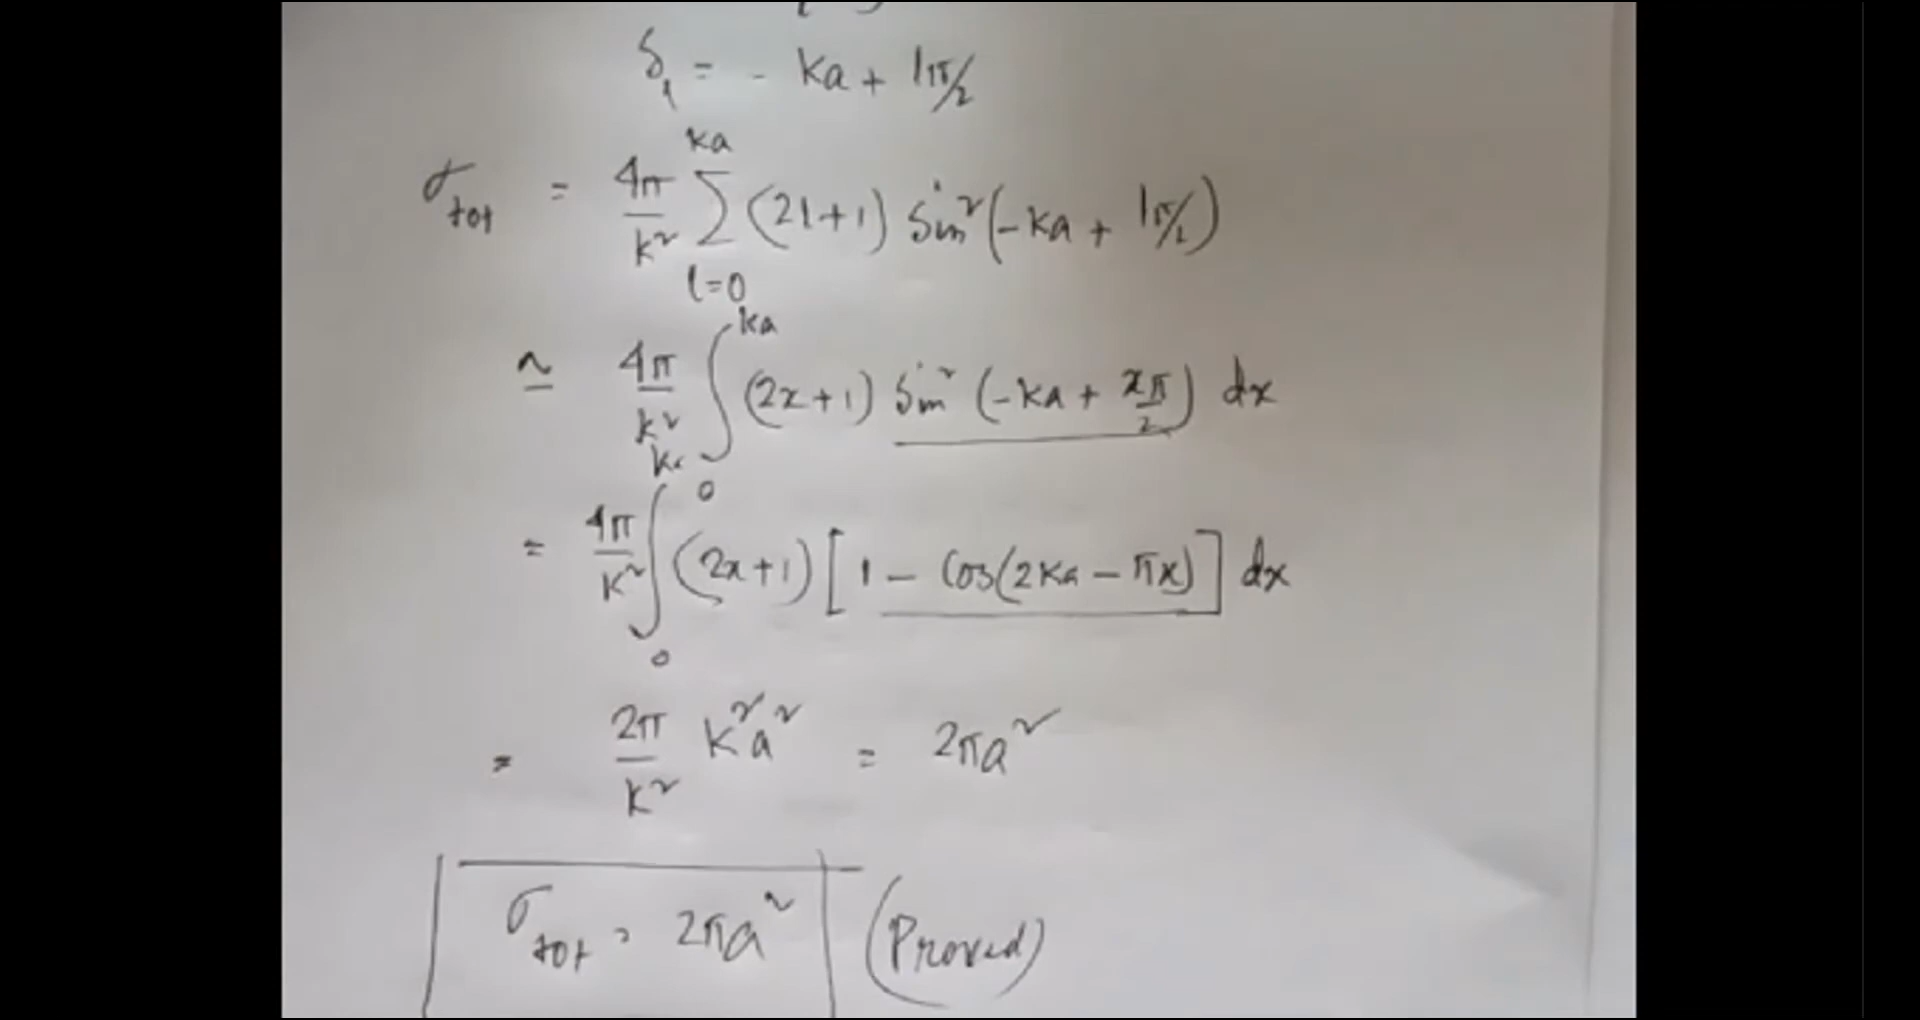 δ_l = - ka + lπ/2
σ_tot = 4π/k² ∑_{l=0}^{ka} (2l+1) Sin²(-ka + lπ/2)
≃ 4π/k² ∫_0^{ka} (2x+1) Sin²(-ka + xπ/2) dx
= 4π/k² ∫_0^{ka} (2x+1) [1 - Cos(2ka - πx)] dx
= 2π/k² k²a² = 2πa²
σ_tot = 2πa² (Proved)